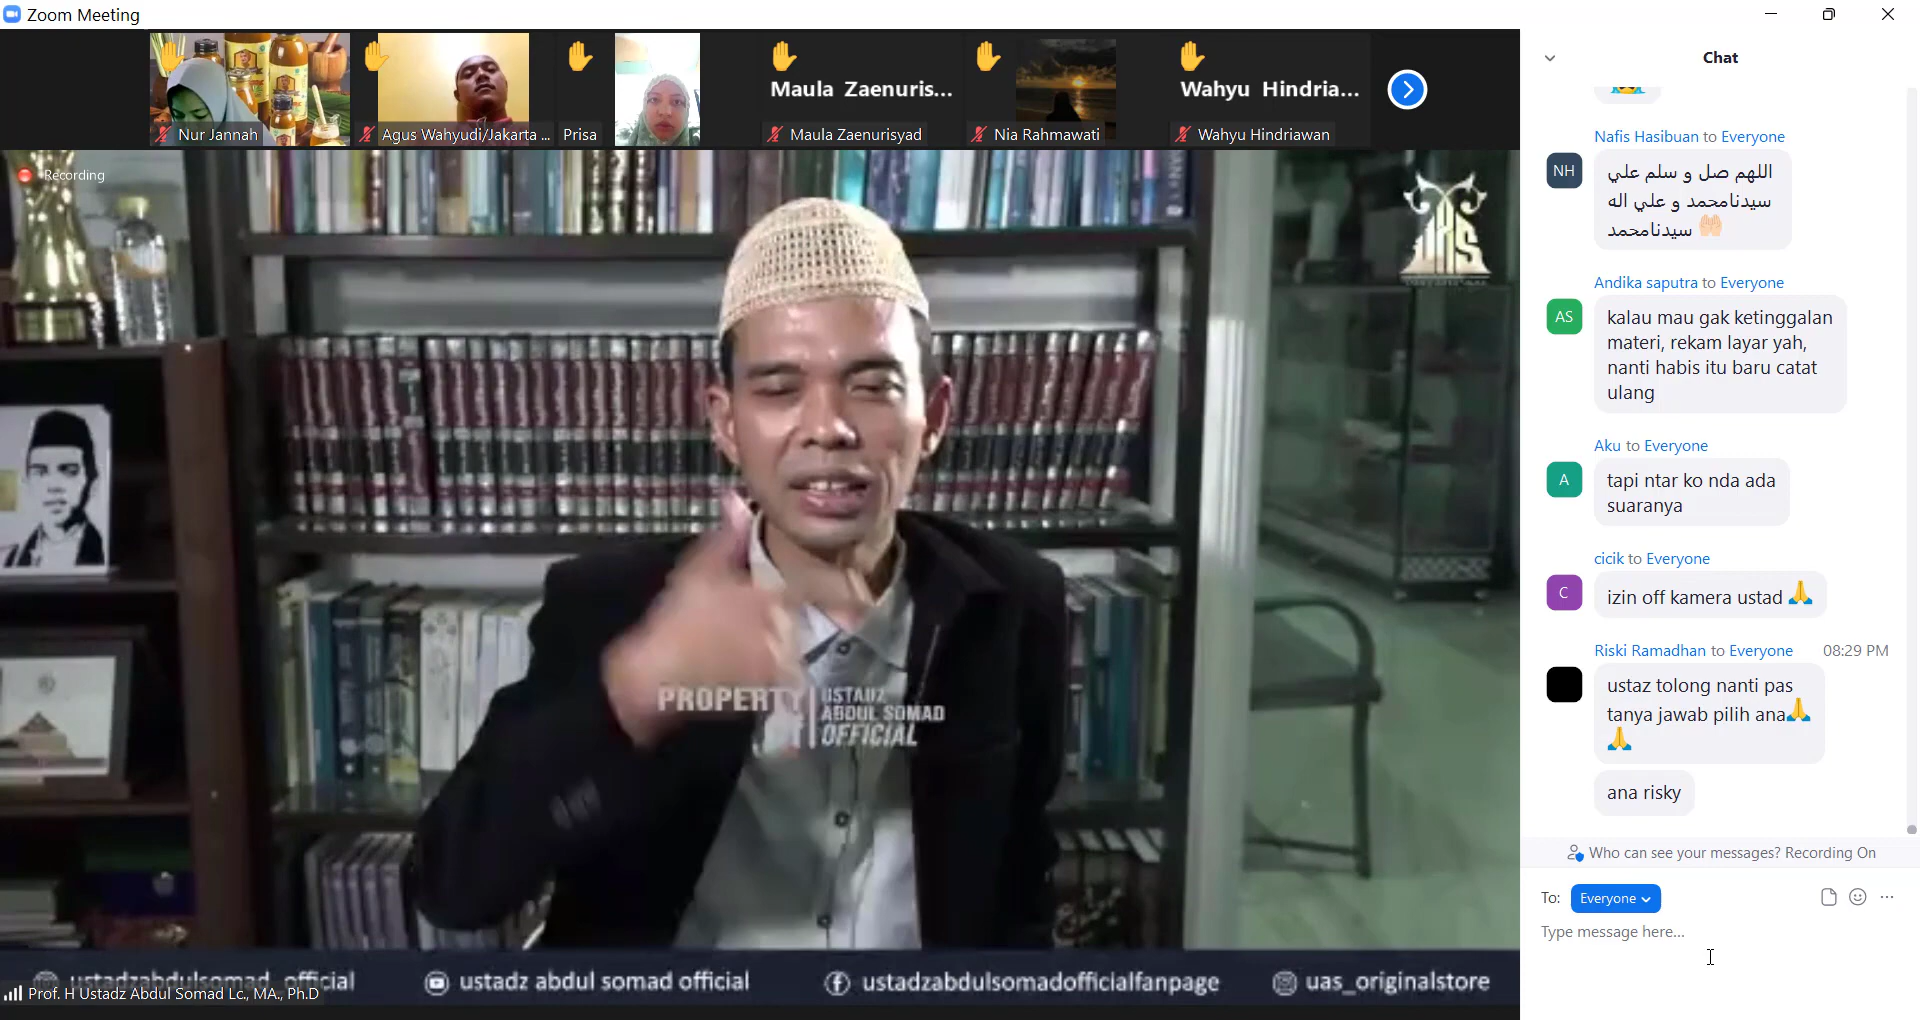 Zoom Meeting
Nur Jannah
Agus Wahyudi/Jakarta ...
Prisa
Maula Zaenuris...
Maula Zaenurisyad
Nia Rahmawati
Wahyu Hindria...
Wahyu Hindriawan
Recording
UAS
PROPERTY
USTADZ
ABDUL SOMAD
OFFICIAL
ustadzabdulsomad_official
ustadz abdul somad official
ustadzabdulsomadofficialfanpage
uas_originalstore
Prof. H Ustadz Abdul Somad Lc., MA., Ph.D
Chat
Nafis Hasibuan to Everyone
NH
اللهم صل و سلم علي
سيدنامحمد و علي اله
سيدنامحمد 🤲🏻
Andika saputra to Everyone
AS
kalau mau gak ketinggalan
materi, rekam layar yah,
nanti habis itu baru catat
ulang
Aku to Everyone
A
tapi ntar ko nda ada
suaranya
cicik to Everyone
C
izin off kamera ustad 🙏
Riski Ramadhan to Everyone 08:29 PM
ustaz tolong nanti pas
tanya jawab pilih ana🙏
🙏
ana risky
Who can see your messages? Recording On
To: Everyone
Type message here...